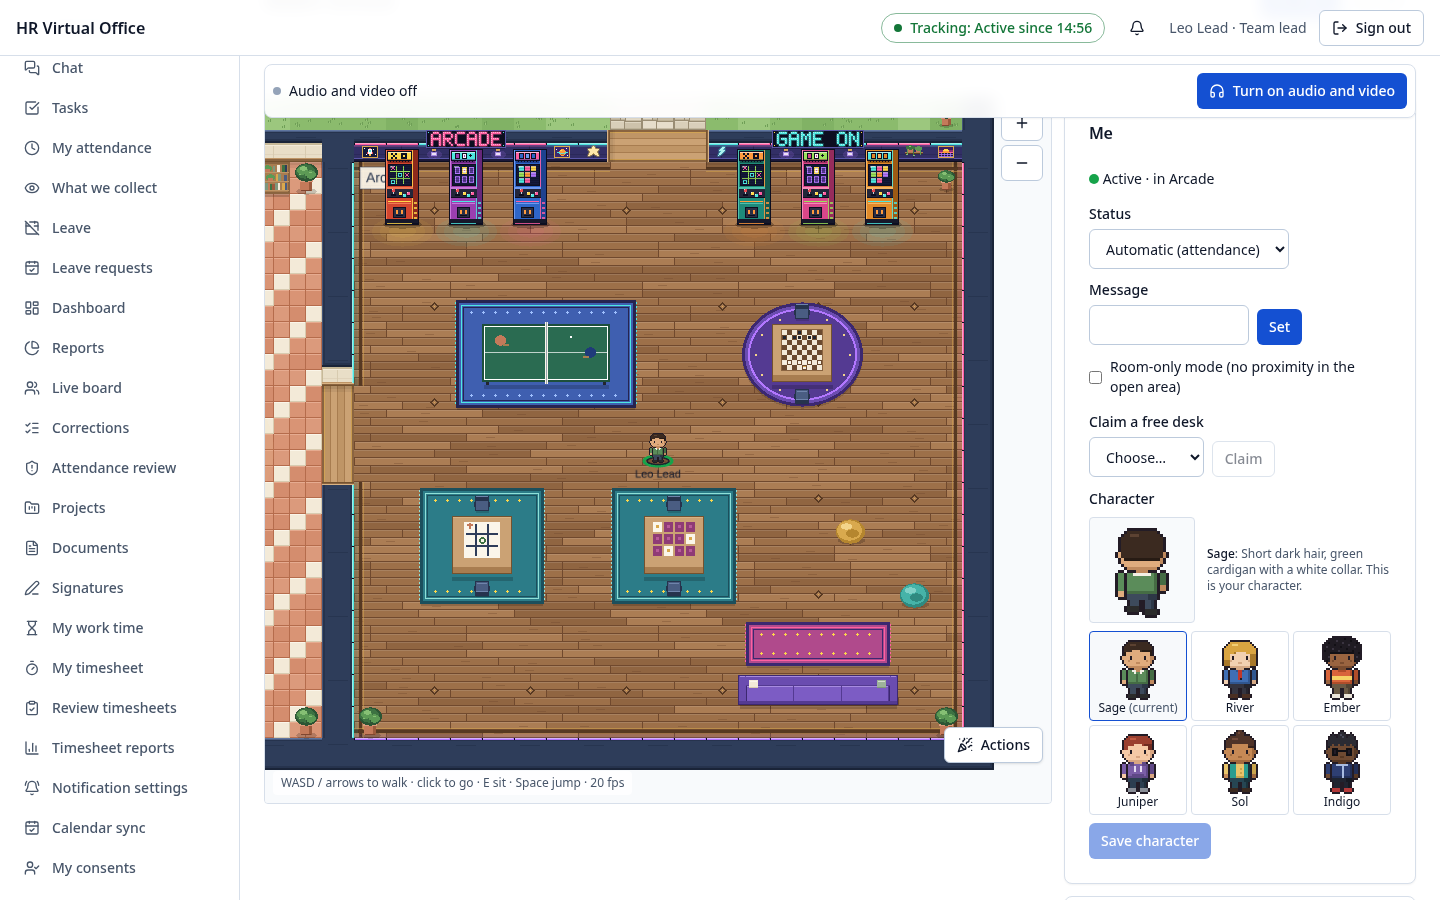 HR Virtual Office
Tracking: Active since 14:56
Leo Lead · Team lead
Sign out
Chat
Tasks
My attendance
What we collect
Leave
Leave requests
Dashboard
Reports
Live board
Corrections
Attendance review
Projects
Documents
Signatures
My work time
My timesheet
Review timesheets
Timesheet reports
Notification settings
Calendar sync
My consents
Audio and video off
Turn on audio and video
ARCADE
GAME ON
Leo Lead
+
−
Actions
WASD / arrows to walk · click to go · E sit · Space jump · 20 fps
Me
Active · in Arcade
Status
Automatic (attendance)
Message
Set
Room-only mode (no proximity in the
open area)
Claim a free desk
Choose...
Claim
Character
Sage: Short dark hair, green
cardigan with a white collar. This
is your character.
Sage (current)
River
Ember
Juniper
Sol
Indigo
Save character